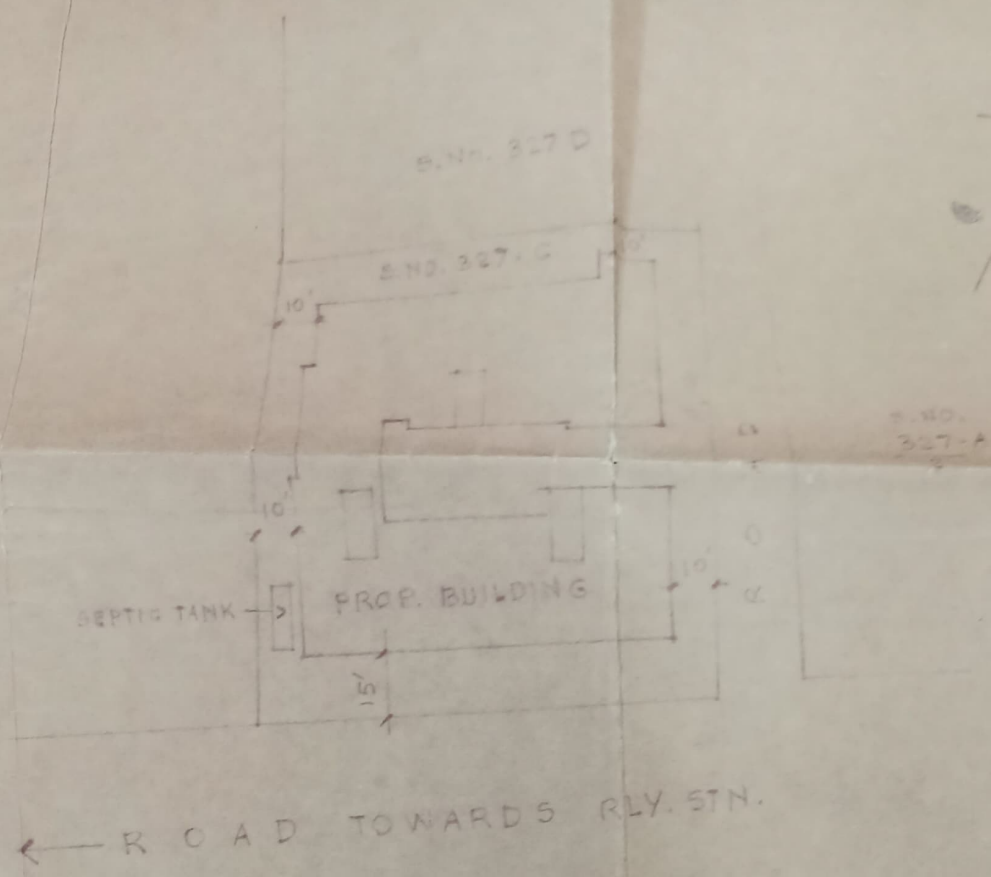 S.NO. 327 D
S.NO. 327-C
10'
10'
S.NO.
327-A
10'
10'
R O A D
SEPTIC TANK
PROP. BUILDING
15'
ROAD TOWARDS RLY. STN.